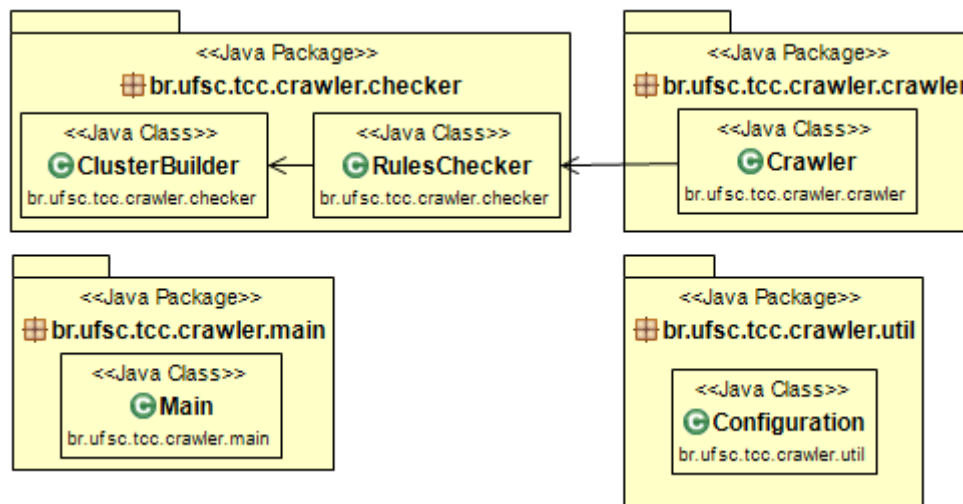 <<Java Package>>
br.ufsc.tcc.crawler.checker
<<Java Class>>
ClusterBuilder
br.ufsc.tcc.crawler.checker
<<Java Class>>
RulesChecker
br.ufsc.tcc.crawler.checker
<<Java Package>>
br.ufsc.tcc.crawler.crawler
<<Java Class>>
Crawler
br.ufsc.tcc.crawler.crawler
<<Java Package>>
br.ufsc.tcc.crawler.main
<<Java Class>>
Main
br.ufsc.tcc.crawler.main
<<Java Package>>
br.ufsc.tcc.crawler.util
<<Java Class>>
Configuration
br.ufsc.tcc.crawler.util